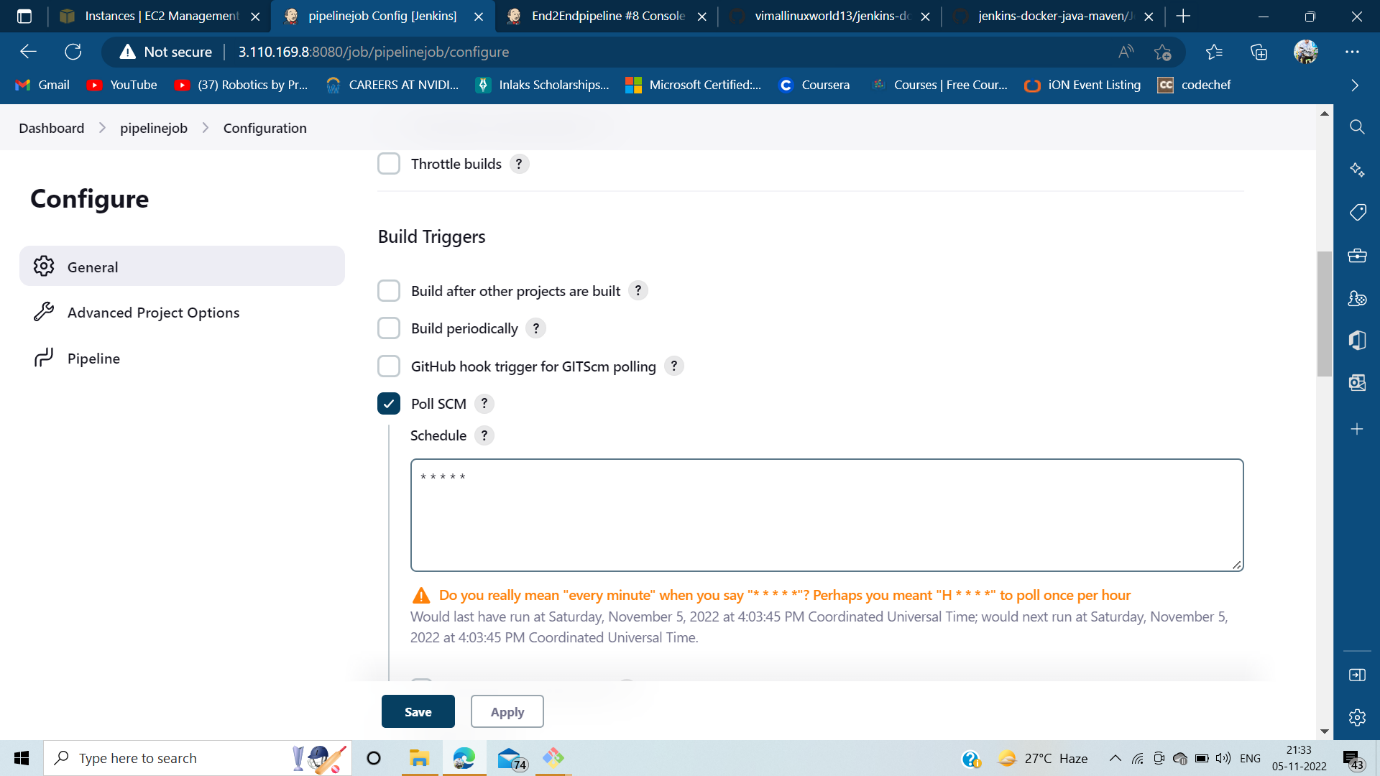 Instances | EC2 Management
pipelinejob Config [Jenkins]
End2Endpipeline #8 Console
vimallinuxworld13/jenkins-do
jenkins-docker-java-maven/J
Not secure
3.110.169.8:8080/job/pipelinejob/configure
Gmail
YouTube
(37) Robotics by Pr...
CAREERS AT NVIDI...
Inlaks Scholarships...
Microsoft Certified:...
Coursera
Courses | Free Cour...
iON Event Listing
codechef
Dashboard
pipelinejob
Configuration
Configure
General
Advanced Project Options
Pipeline
Throttle builds ?
Build Triggers
Build after other projects are built ?
Build periodically ?
GitHub hook trigger for GITScm polling ?
Poll SCM ?
Schedule ?
* * * * *
Do you really mean "every minute" when you say "* * * * *"? Perhaps you meant "H * * * *" to poll once per hour
Would last have run at Saturday, November 5, 2022 at 4:03:45 PM Coordinated Universal Time; would next run at Saturday, November 5,
2022 at 4:03:45 PM Coordinated Universal Time.
Save
Apply
Type here to search
74
27°C Haze
ENG
21:33
05-11-2022
43